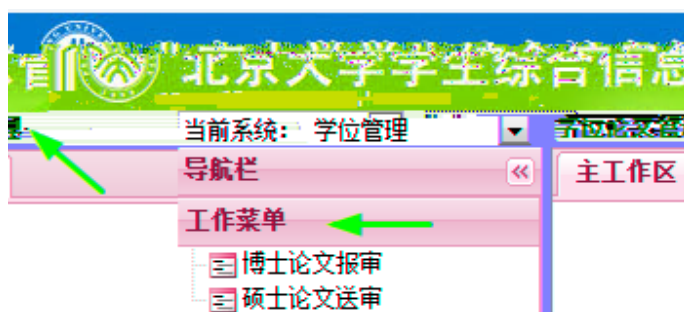 北京大学学生综合信息
当前系统: 学位管理
导航栏
主工作区
工作菜单
博士论文报审
硕士论文送审